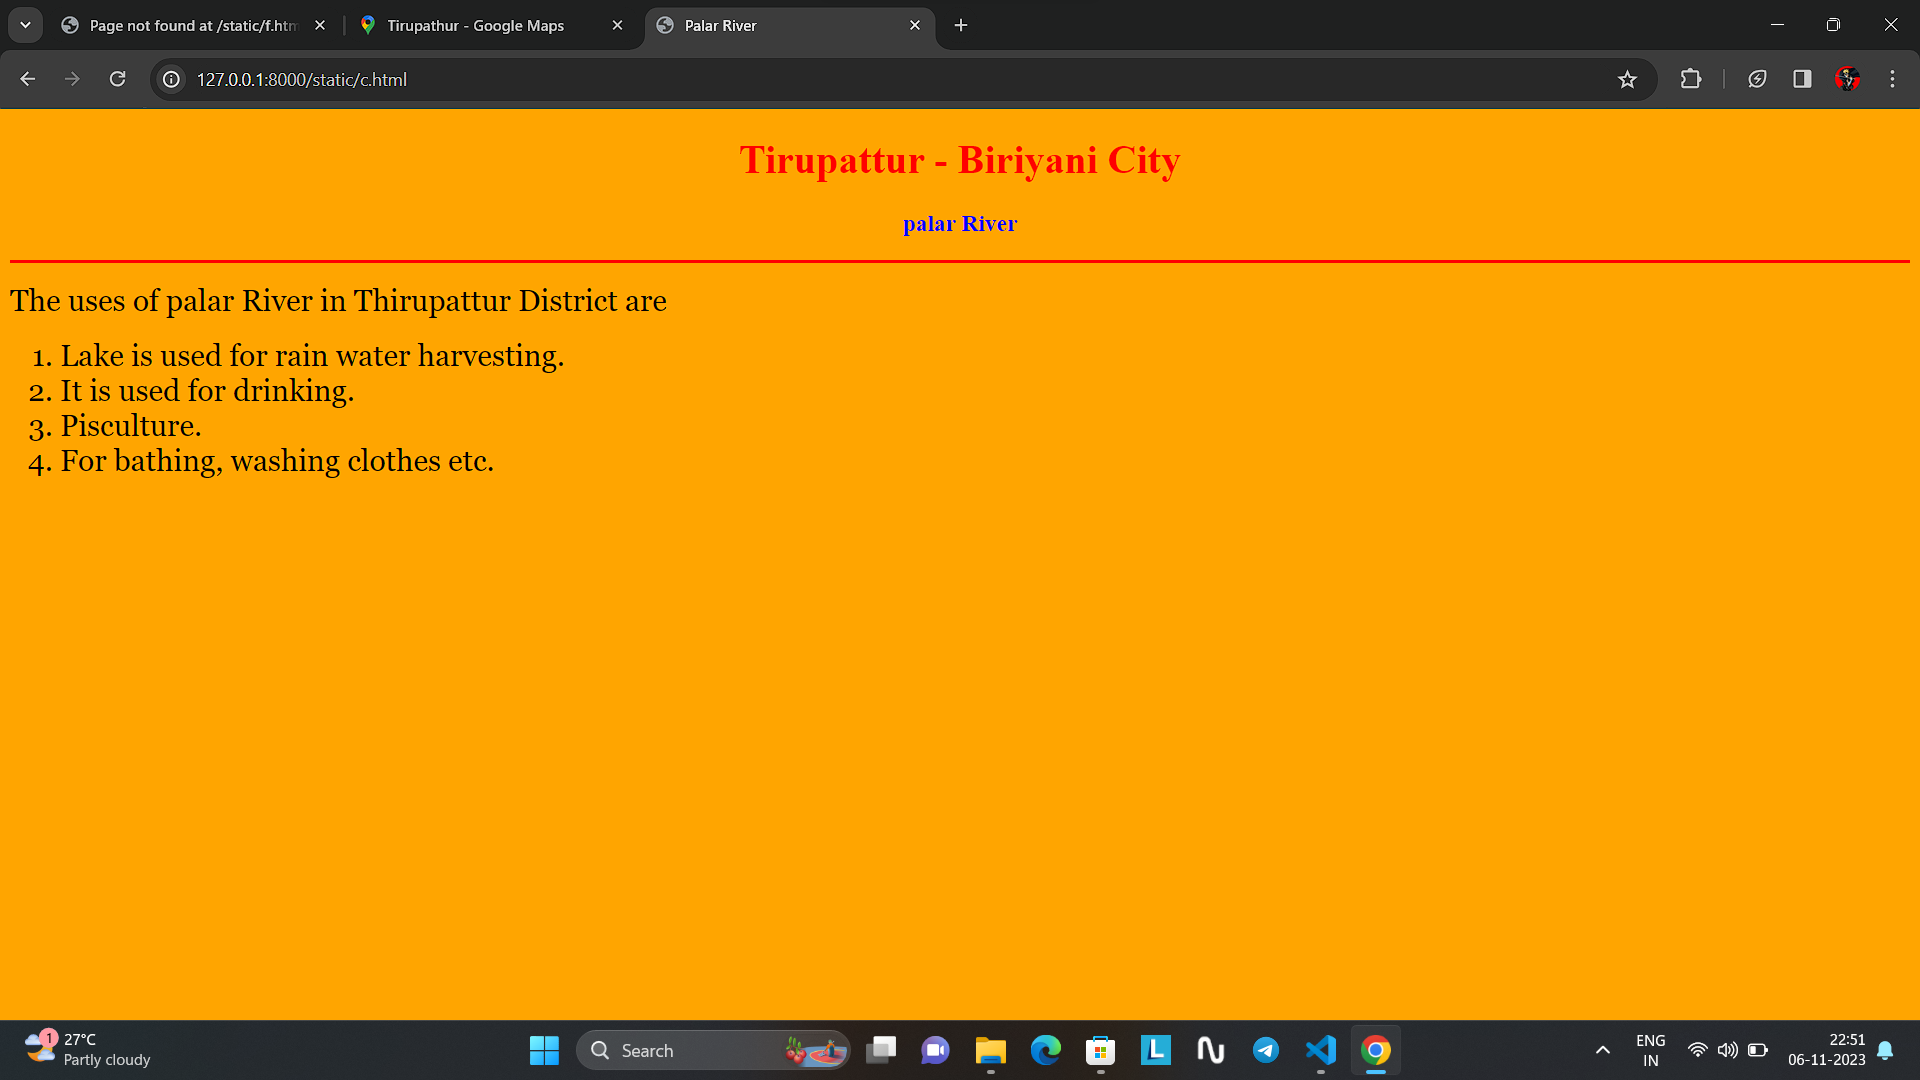 Page not found at /static/f.htm
Tirupathur - Google Maps
Palar River
127.0.0.1:8000/static/c.html
Tirupattur - Biriyani City
palar River
The uses of palar River in Thirupattur District are
1. Lake is used for rain water harvesting.
2. It is used for drinking.
3. Pisculture.
4. For bathing, washing clothes etc.
1
27°C
Partly cloudy
Search
L
ENG
IN
22:51
06-11-2023